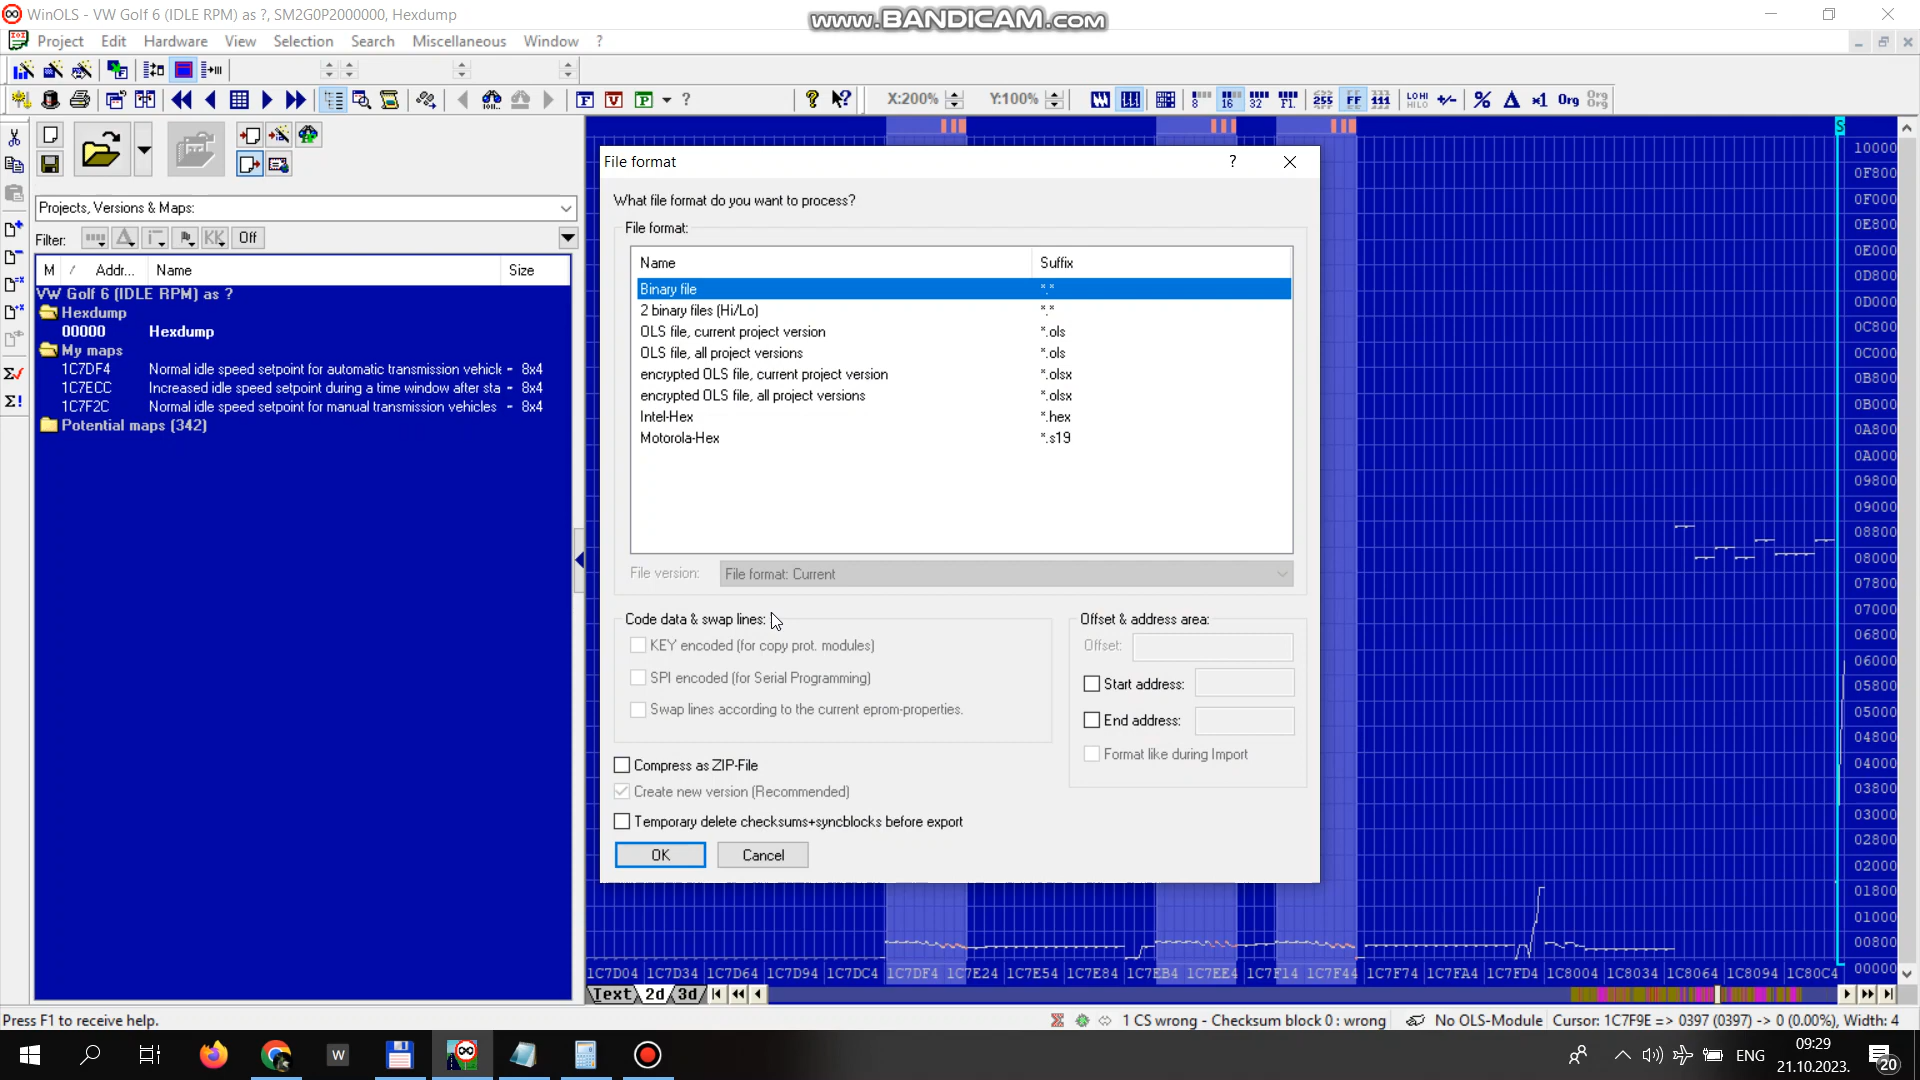 WinOLS - VW Golf 6 (IDLE RPM) as ?, SM2G0P2000000, Hexdump
www.BANDICAM.com
Project Edit Hardware View Selection Search Miscellaneous Window ?
X:200% Y:100% 8 16 32 Fl. 255 FF 111 LOHI HILO +/- % Δ ×1 Org Org
Projects, Versions & Maps:
Filter: Off
M / Addr... Name Size
VW Golf 6 (IDLE RPM) as ?
Hexdump
00000 Hexdump
My maps
1C7DF4 Normal idle speed setpoint for automatic transmission vehicle - 8x4
1C7ECC Increased idle speed setpoint during a time window after sta - 8x4
1C7F2C Normal idle speed setpoint for manual transmission vehicles - 8x4
Potential maps (342)
File format
?
What file format do you want to process?
File format:
Name Suffix
Binary file *.*
2 binary files (Hi/Lo) *.*
OLS file, current project version *.ols
OLS file, all project versions *.ols
encrypted OLS file, current project version *.olsx
encrypted OLS file, all project versions *.olsx
Intel-Hex *.hex
Motorola-Hex *.s19
File version: File format: Current
Code data & swap lines:
KEY encoded (for copy prot. modules)
SPI encoded (for Serial Programming)
Swap lines according to the current eprom-properties.
Offset & address area:
Offset:
Start address:
End address:
Format like during Import
Compress as ZIP-File
Create new version (Recommended)
Temporary delete checksums+syncblocks before export
OK Cancel
S
10000
0F800
0F000
0E800
0E000
0D800
0D000
0C800
0C000
0B800
0B000
0A800
0A000
09800
09000
08800
08000
07800
07000
06800
06000
05800
05000
04800
04000
03800
03000
02800
02000
01800
01000
00800
00000
1C7D04 1C7D34 1C7D64 1C7D94 1C7DC4 1C7DF4 1C7E24 1C7E54 1C7E84 1C7EB4 1C7EE4 1C7F14 1C7F44 1C7F74 1C7FA4 1C7FD4 1C8004 1C8034 1C8064 1C8094 1C80C4
Text 2d 3d
Press F1 to receive help.
1 CS wrong - Checksum block 0 : wrong No OLS-Module Cursor: 1C7F9E => 0397 (0397) -> 0 (0.00%), Width: 4
W
ENG
09:29
21.10.2023.
20